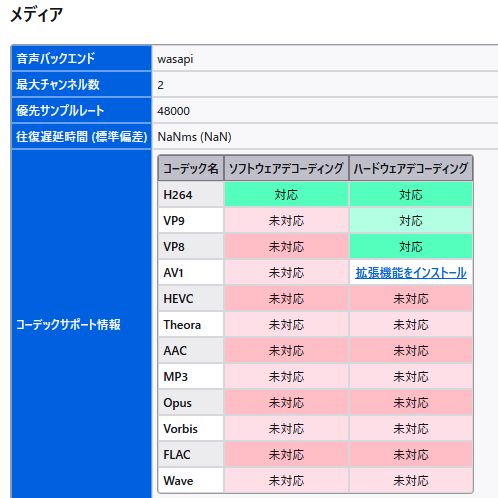 メディア
音声バックエンド wasapi
最大チャンネル数 2
優先サンプルレート 48000
往復遅延時間 (標準偏差) NaNms (NaN)
コーデックサポート情報
コーデック名 ソフトウェアデコーディング ハードウェアデコーディング
H264 対応 対応
VP9 未対応 対応
VP8 未対応 対応
AV1 未対応 拡張機能をインストール
HEVC 未対応 未対応
Theora 未対応 未対応
AAC 未対応 未対応
MP3 未対応 未対応
Opus 未対応 未対応
Vorbis 未対応 未対応
FLAC 未対応 未対応
Wave 未対応 未対応